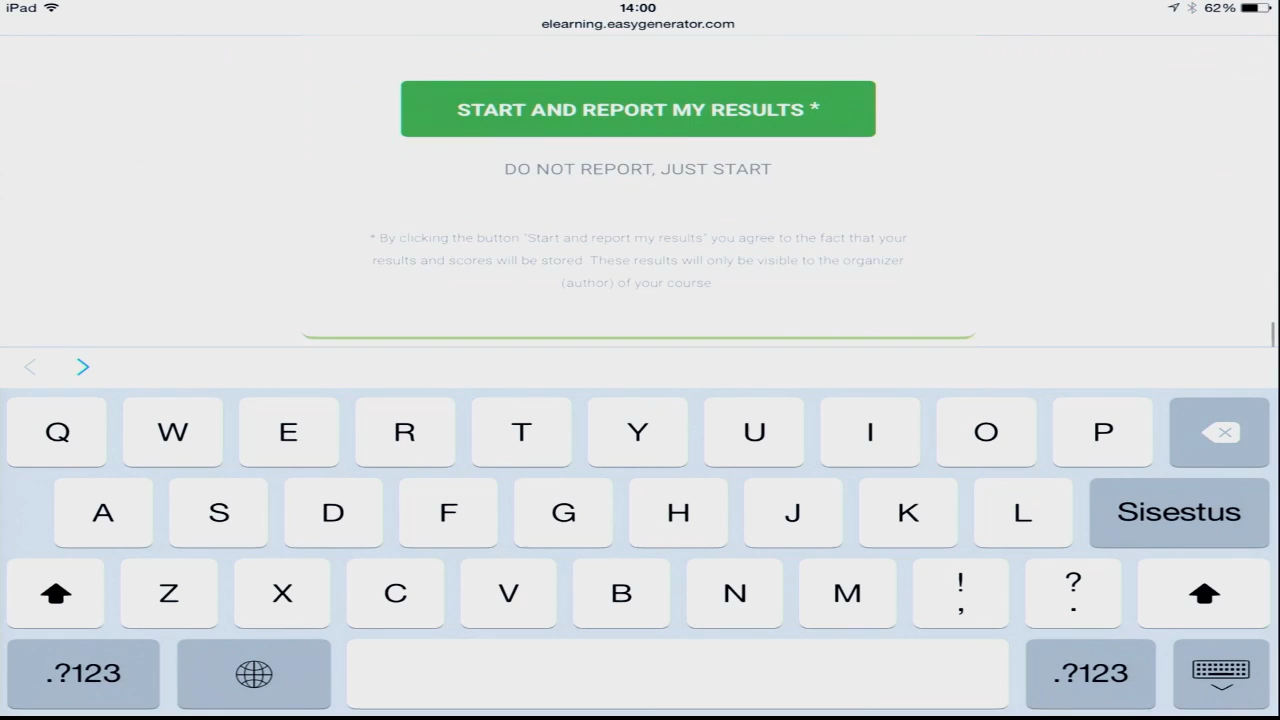 iPad 14:00 62%
elearning.easygenerator.com
START AND REPORT MY RESULTS *
DO NOT REPORT, JUST START
* By clicking the button "Start and report my results" you agree to the fact that your
results and scores will be stored. These results will only be visible to the organizer
(author) of your course
Q W E R T Y U I O P
A S D F G H J K L Sisestus
Z X C V B N M ! ?
, .
.?123 .?123